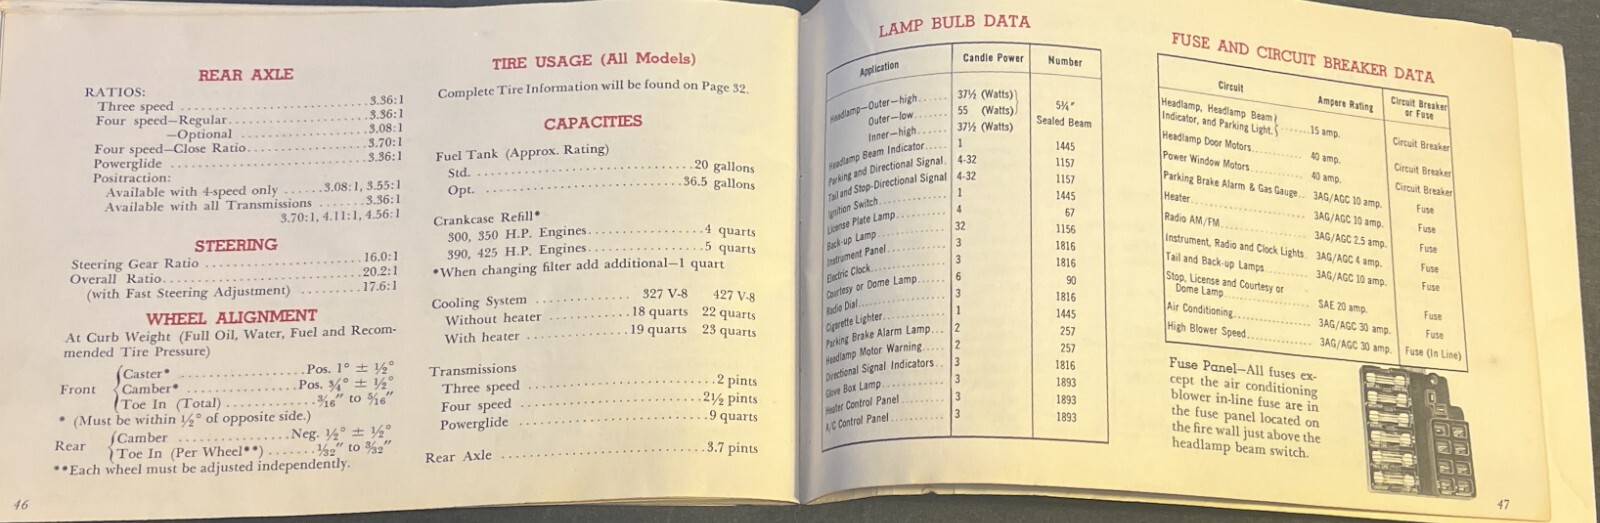 REAR AXLE
RATIOS:
Three speed ............................3.36:1
Four speed—Regular.....................3.36:1
—Optional .....................3.08:1
Four speed—Close Ratio.................3.70:1
Powerglide .............................3.36:1
Positraction:
Available with 4-speed only ......3.08:1, 3.55:1
Available with all Transmissions .......3.36:1
3.70:1, 4.11:1, 4.56:1
STEERING
Steering Gear Ratio ......................16.0:1
Overall Ratio............................20.2:1
(with Fast Steering Adjustment) .........17.6:1
WHEEL ALIGNMENT
At Curb Weight (Full Oil, Water, Fuel and Recom-
mended Tire Pressure)
Front
Caster*....................Pos. 1° ± ½°
Camber*................Pos. ¾° ± ½°
Toe In (Total) .............3/16" to 5/16"
* (Must be within ½° of opposite side.)
Rear
Camber ................Neg. ½° ± ½°
Toe In (Per Wheel**) .......1/32" to 3/32"
**Each wheel must be adjusted independently.
46
TIRE USAGE (All Models)
Complete Tire Information will be found on Page 32.
CAPACITIES
Fuel Tank (Approx. Rating)
Std. ..............................20 gallons
Opt. ............................36.5 gallons
Crankcase Refill*
300, 350 H.P. Engines.................4 quarts
390, 425 H.P. Engines.................5 quarts
*When changing filter add additional—1 quart
Cooling System .............. 327 V-8 427 V-8
Without heater .............18 quarts 22 quarts
With heater ...............19 quarts 23 quarts
Transmissions
Three speed ...........................2 pints
Four speed .........................2½ pints
Powerglide ..........................9 quarts
Rear Axle .................................3.7 pints
LAMP BULB DATA
Application Candle Power Number
Headlamp—Outer—high...... 37½ (Watts)
Outer—low..... 55 (Watts) 5¾"
Inner—high...... 37½ (Watts) Sealed Beam
Headlamp Beam Indicator..... 1 1445
Parking and Directional Signal. 4-32 1157
Tail and Stop-Directional Signal 4-32 1157
Ignition Switch................ 1 1445
License Plate Lamp.......... 4 67
Back-up Lamp............... 32 1156
Instrument Panel............ 3 1816
Electric Clock............... 3 1816
Courtesy or Dome Lamp...... 6 90
Radio Dial.................. 3 1816
Cigarette Lighter............ 1 1445
Parking Brake Alarm Lamp... 2 257
Headlamp Motor Warning..... 2 257
Directional Signal Indicators.. 3 1816
Glove Box Lamp............ 3 1893
Heater Control Panel......... 3 1893
A/C Control Panel........... 3 1893
FUSE AND CIRCUIT BREAKER DATA
Circuit Ampere Rating Circuit Breaker
or Fuse
Headlamp, Headlamp Beam
Indicator, and Parking Light. .......15 amp. Circuit Breaker
Headlamp Door Motors......... 40 amp. Circuit Breaker
Power Window Motors......... 40 amp. Circuit Breaker
Parking Brake Alarm & Gas Gauge.. 3AG/AGC 10 amp. Fuse
Heater......................... 3AG/AGC 10 amp. Fuse
Radio AM/FM.................. 3AG/AGC 2.5 amp. Fuse
Instrument, Radio and Clock Lights. 3AG/AGC 4 amp. Fuse
Tail and Back-up Lamps........ 3AG/AGC 10 amp. Fuse
Stop, License and Courtesy or
Dome Lamp................. SAE 20 amp. Fuse
Air Conditioning................ 3AG/AGC 30 amp. Fuse
High Blower Speed.............. 3AG/AGC 30 amp. Fuse (In Line)
Fuse Panel—All fuses ex-
cept the air conditioning
blower in-line fuse are in
the fuse panel located on
the fire wall just above the
headlamp beam switch.
47